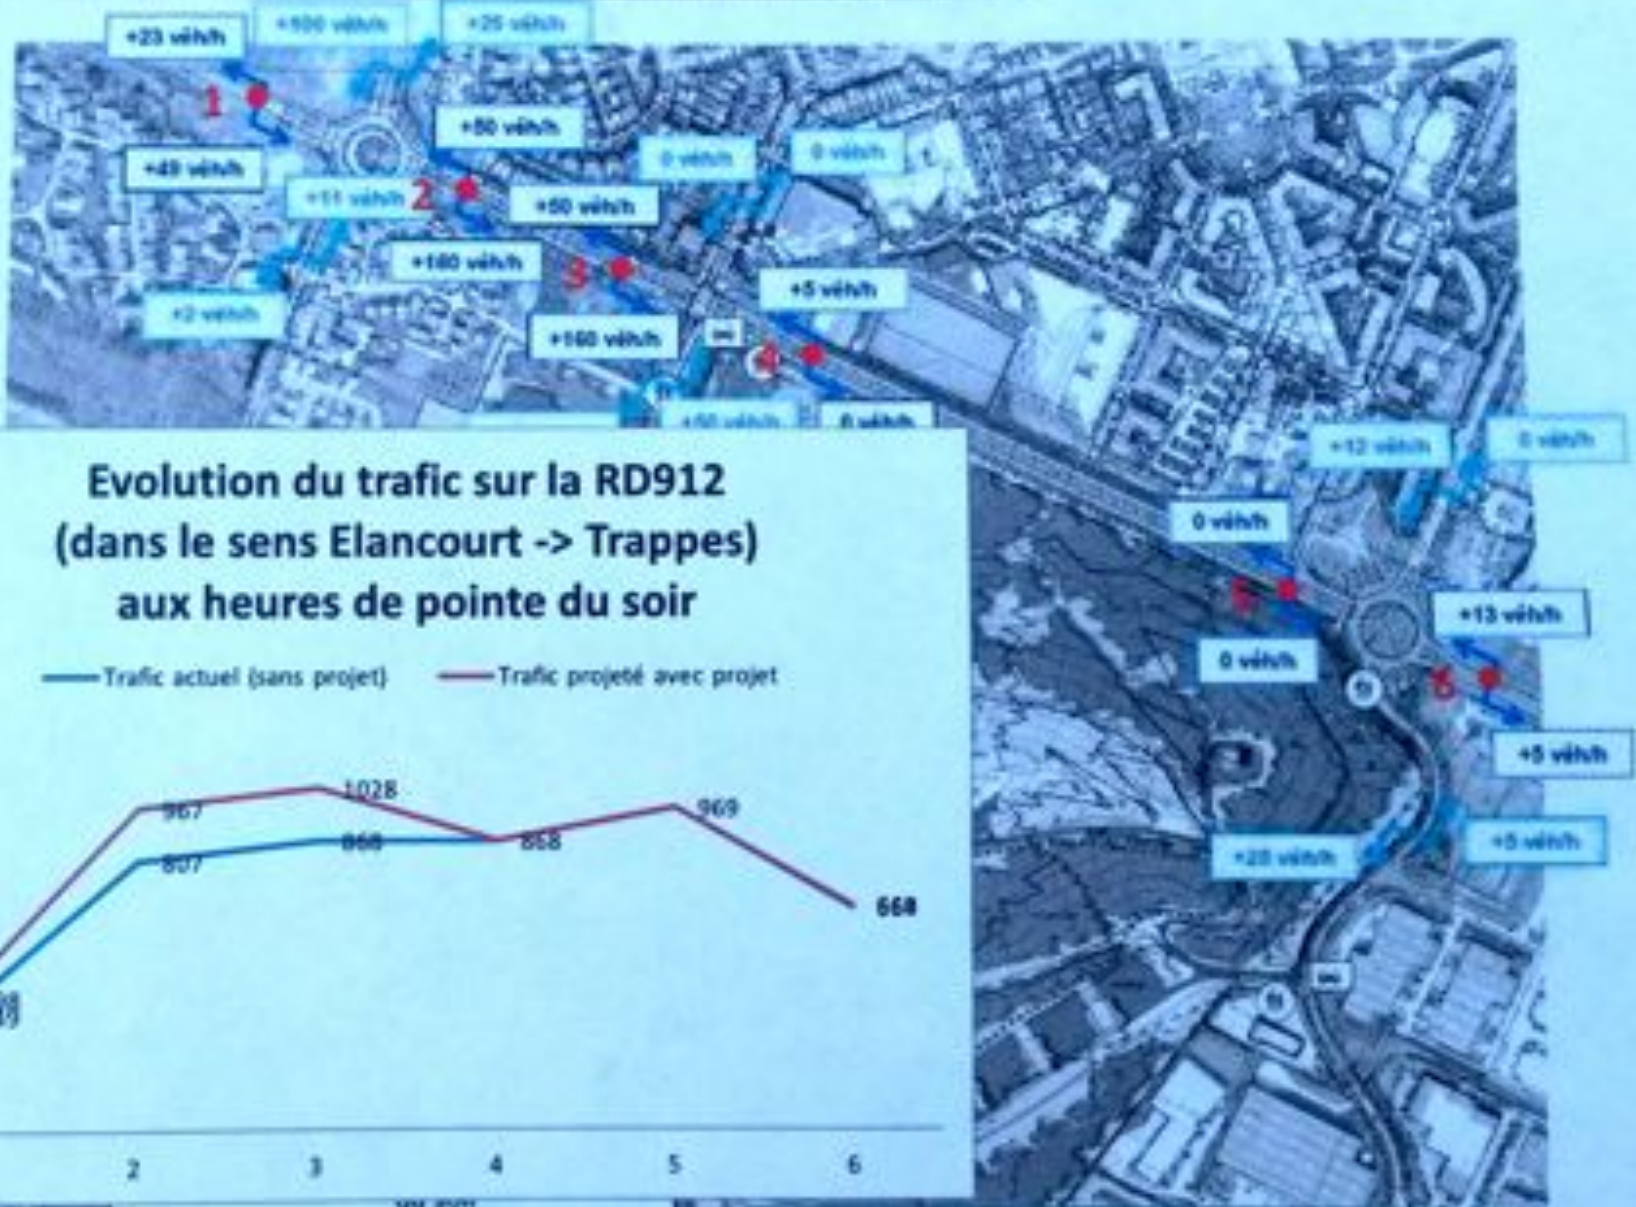 +23 véh/h
+100 véh/h
+25 véh/h
1
+50 véh/h
+49 véh/h
0 véh/h
0 véh/h
+11 véh/h
2
+50 véh/h
+160 véh/h
3
+5 véh/h
+2 véh/h
+160 véh/h
4
+50 véh/h
0 véh/h
+12 véh/h
0 véh/h
0 véh/h
5
+13 véh/h
0 véh/h
6
+5 véh/h
+5 véh/h
Evolution du trafic sur la RD912
(dans le sens Elancourt -> Trappes)
aux heures de pointe du soir
Trafic actuel (sans projet)
Trafic projeté avec projet
1028
967
969
868
868
807
2
3
4
5
6